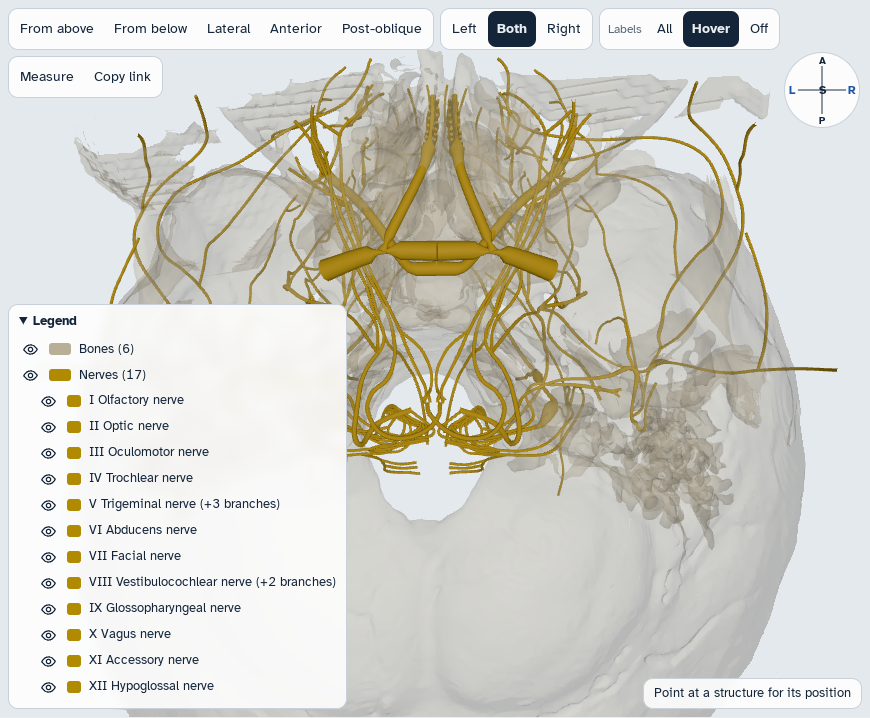 From above From below Lateral Anterior Post-oblique Left Both Right Labels All Hover Off
Measure Copy link
A
L S R
P
Legend
Bones (6)
Nerves (17)
I Olfactory nerve
II Optic nerve
III Oculomotor nerve
IV Trochlear nerve
V Trigeminal nerve (+3 branches)
VI Abducens nerve
VII Facial nerve
VIII Vestibulocochlear nerve (+2 branches)
IX Glossopharyngeal nerve
X Vagus nerve
XI Accessory nerve
XII Hypoglossal nerve
Point at a structure for its position